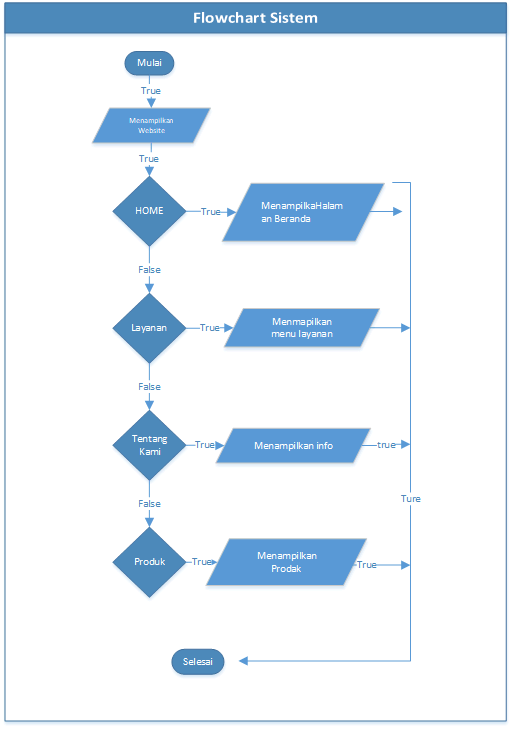 Flowchart Sistem
Mulai
True
Menampilkan
Website
True
HOME
True
MenampilkaHalam
an Beranda
False
Layanan
True
Menmapilkan
menu layanan
False
Tentang
Kami
True
Menampilkan info
true
False
Ture
Produk
True
Menampilkan
Prodak
True
Selesai